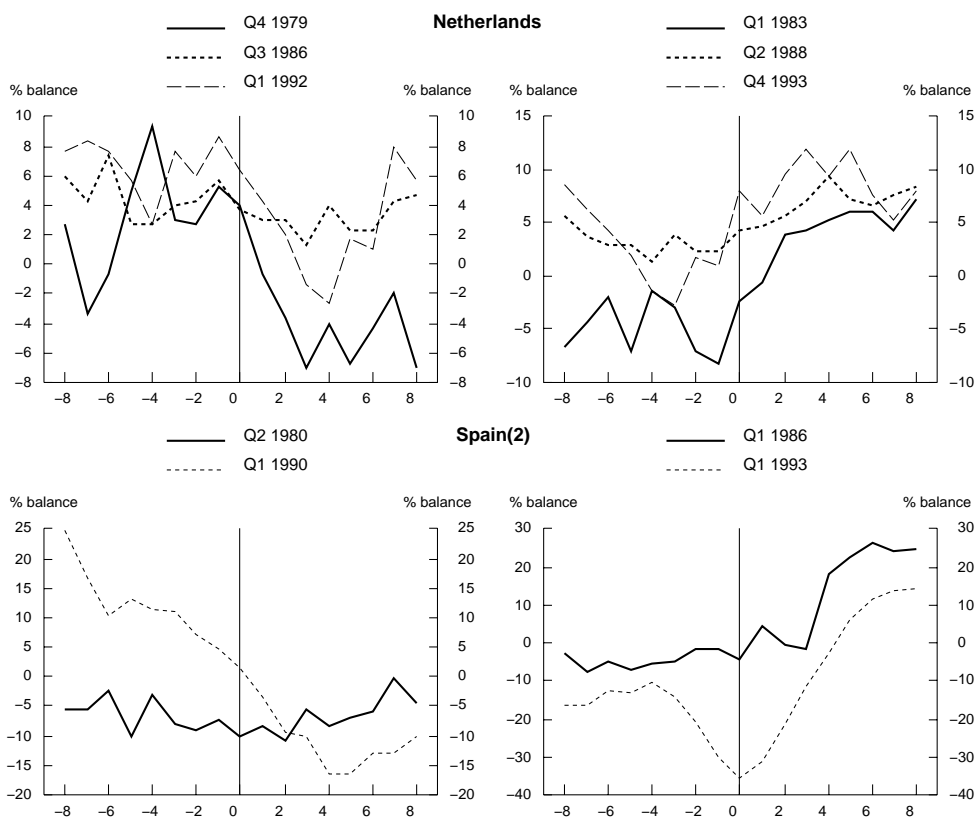 Netherlands
Q4 1979
Q3 1986
Q1 1992
Q1 1983
Q2 1988
Q4 1993
% balance % balance
10 10
8 8
6 6
4 4
2 2
0 0
–2 –2
–4 –4
–6 –6
–8 –8
–8 –6 –4 –2 0 2 4 6 8
% balance % balance
15 15
10 10
5 5
0 0
–5 –5
–10 –10
–8 –6 –4 –2 0 2 4 6 8
Spain(2)
Q2 1980
Q1 1990
Q1 1986
Q1 1993
% balance % balance
25 25
20 20
15 15
10 10
5 5
0 0
–5 –5
–10 –10
–15 –15
–20 –20
–8 –6 –4 –2 0 2 4 6 8
% balance % balance
30 30
20 20
10 10
0 0
–10 –10
–20 –20
–30 –30
–40 –40
–8 –6 –4 –2 0 2 4 6 8